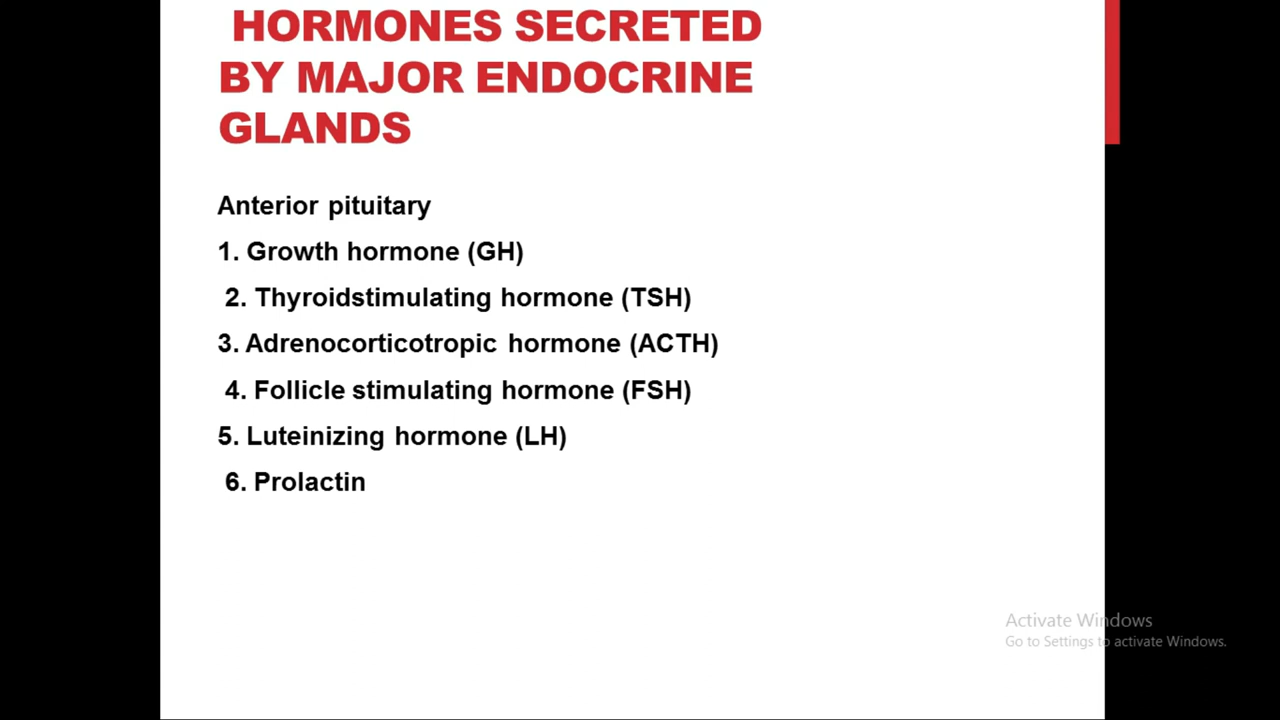 HORMONES SECRETED
BY MAJOR ENDOCRINE
GLANDS
Anterior pituitary
1. Growth hormone (GH)
2. Thyroidstimulating hormone (TSH)
3. Adrenocorticotropic hormone (ACTH)
4. Follicle stimulating hormone (FSH)
5. Luteinizing hormone (LH)
6. Prolactin
Activate Windows
Go to Settings to activate Windows.